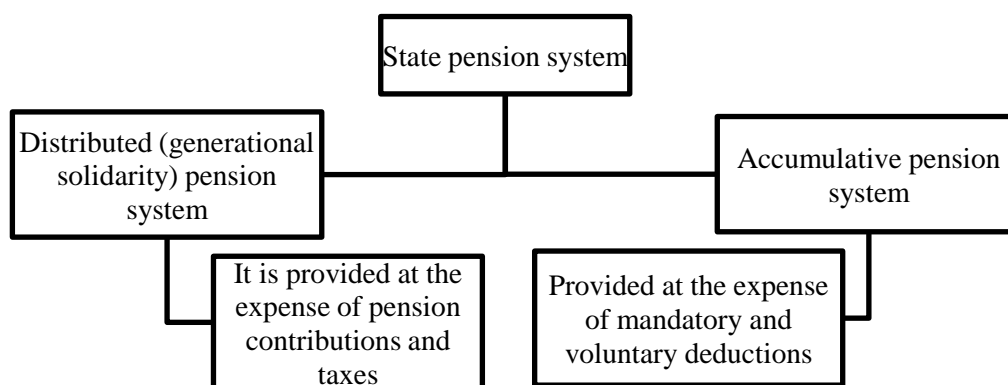 State pension system
Distributed (generational
solidarity) pension
system
Accumulative pension
system
It is provided at the
expense of pension
contributions and
taxes
Provided at the expense
of mandatory and
voluntary deductions